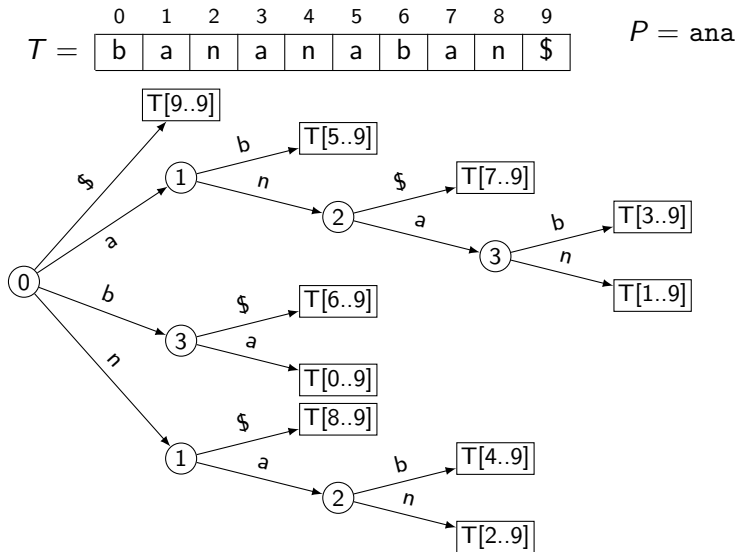 0 1 2 3 4 5 6 7 8 9
T = b a n a n a b a n $
P = ana
T[9..9]
$
b
T[5..9]
1
a
n
$
T[7..9]
2
a
b
T[3..9]
3
n
T[1..9]
0
b
$
T[6..9]
3
a
T[0..9]
n
$
T[8..9]
1
a
b
T[4..9]
2
n
T[2..9]